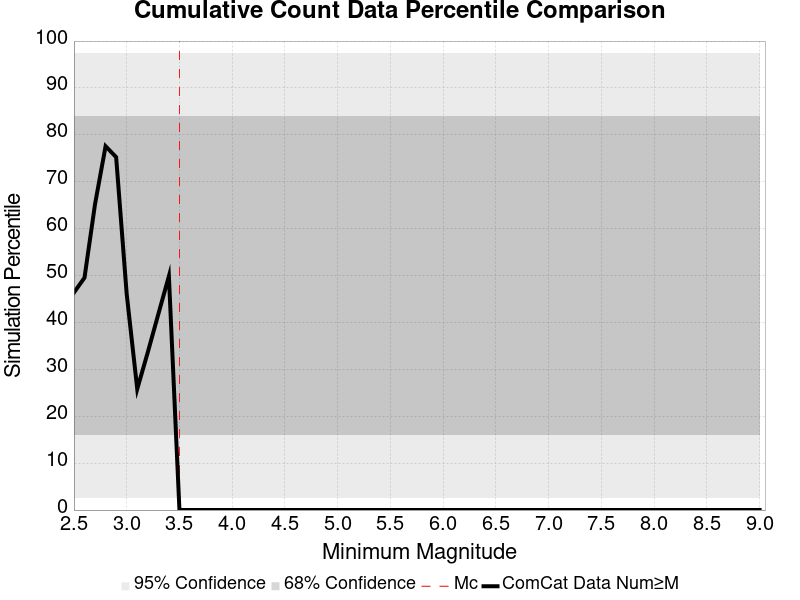 Cumulative Count Data Percentile Comparison
100
90
80
70
60
50
40
30
20
10
0
Simulation Percentile
2.5 3.0 3.5 4.0 4.5 5.0 5.5 6.0 6.5 7.0 7.5 8.0 8.5 9.0
Minimum Magnitude
95% Confidence 68% Confidence Mc ComCat Data Num≥M